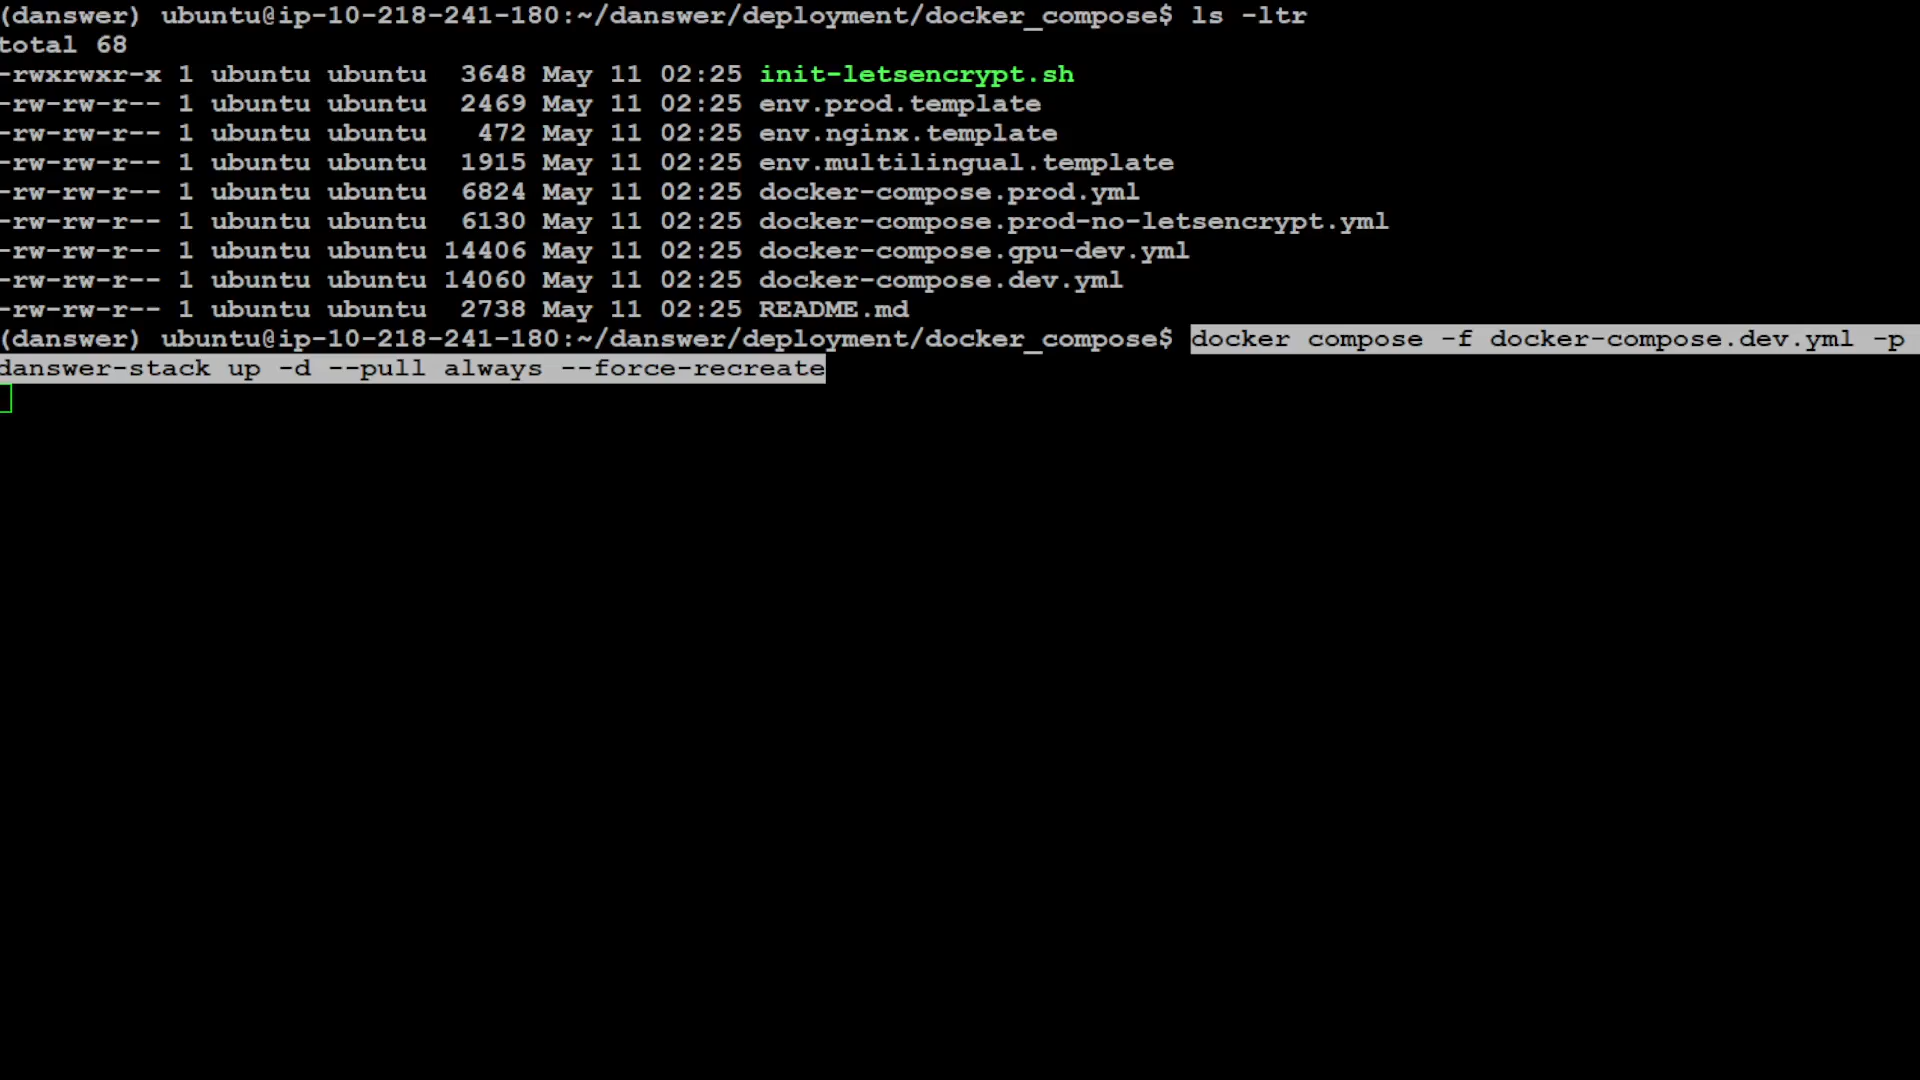 (danswer) ubuntu@ip-10-218-241-180:~/danswer/deployment/docker_compose$ ls -ltr
total 68
-rwxrwxr-x 1 ubuntu ubuntu  3648 May 11 02:25 init-letsencrypt.sh
-rw-rw-r-- 1 ubuntu ubuntu  2469 May 11 02:25 env.prod.template
-rw-rw-r-- 1 ubuntu ubuntu   472 May 11 02:25 env.nginx.template
-rw-rw-r-- 1 ubuntu ubuntu  1915 May 11 02:25 env.multilingual.template
-rw-rw-r-- 1 ubuntu ubuntu  6824 May 11 02:25 docker-compose.prod.yml
-rw-rw-r-- 1 ubuntu ubuntu  6130 May 11 02:25 docker-compose.prod-no-letsencrypt.yml
-rw-rw-r-- 1 ubuntu ubuntu 14406 May 11 02:25 docker-compose.gpu-dev.yml
-rw-rw-r-- 1 ubuntu ubuntu 14060 May 11 02:25 docker-compose.dev.yml
-rw-rw-r-- 1 ubuntu ubuntu  2738 May 11 02:25 README.md
(danswer) ubuntu@ip-10-218-241-180:~/danswer/deployment/docker_compose$ docker compose -f docker-compose.dev.yml -p
danswer-stack up -d --pull always --force-recreate